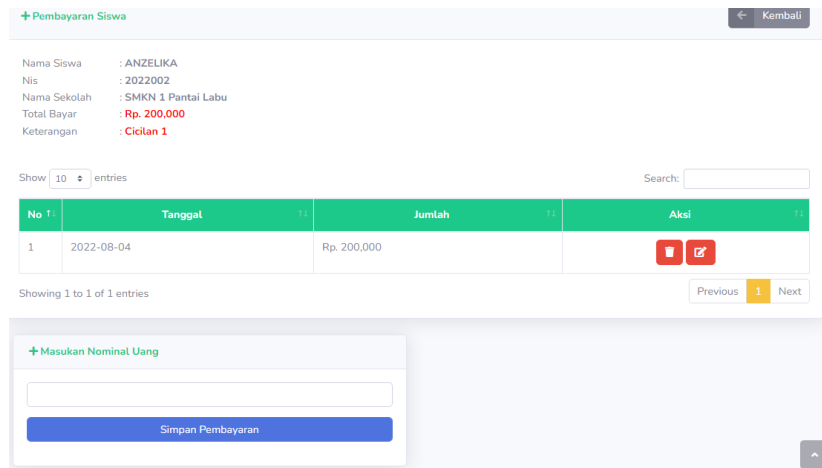 + Pembayaran Siswa
← Kembali
Nama Siswa : ANZELIKA
Nis : 2022002
Nama Sekolah : SMKN 1 Pantai Labu
Total Bayar : Rp. 200,000
Keterangan : Cicilan 1
Show 10 entries Search:
No Tanggal Jumlah Aksi
1 2022-08-04 Rp. 200,000
Showing 1 to 1 of 1 entries
Previous 1 Next
+ Masukan Nominal Uang
Simpan Pembayaran